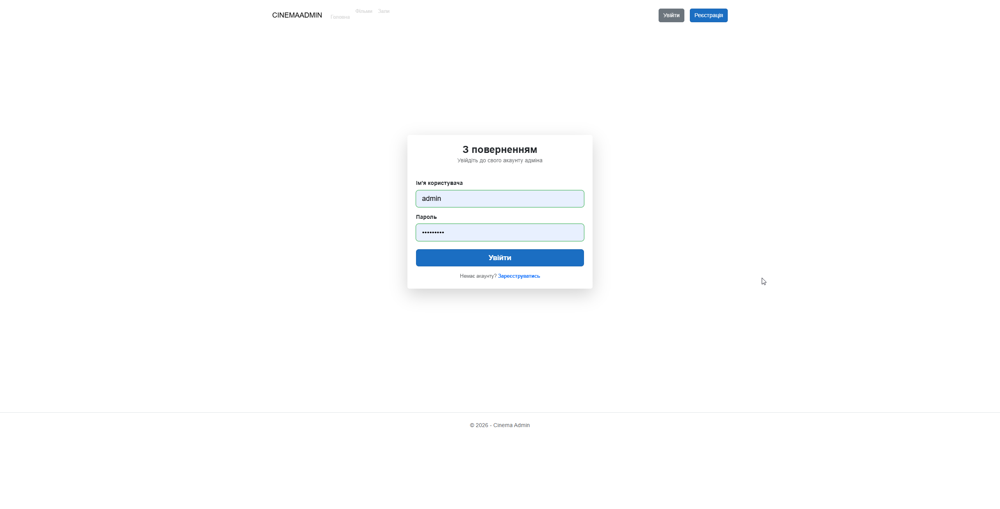 CINEMAADMIN
Головна
Фільми
Зали
Увійти
Реєстрація
З поверненням
Увійдіть до свого акаунту адміна
Ім'я користувача
admin
Пароль
•••••••••
Увійти
Немає акаунту? Зареєструватись
© 2026 - Cinema Admin